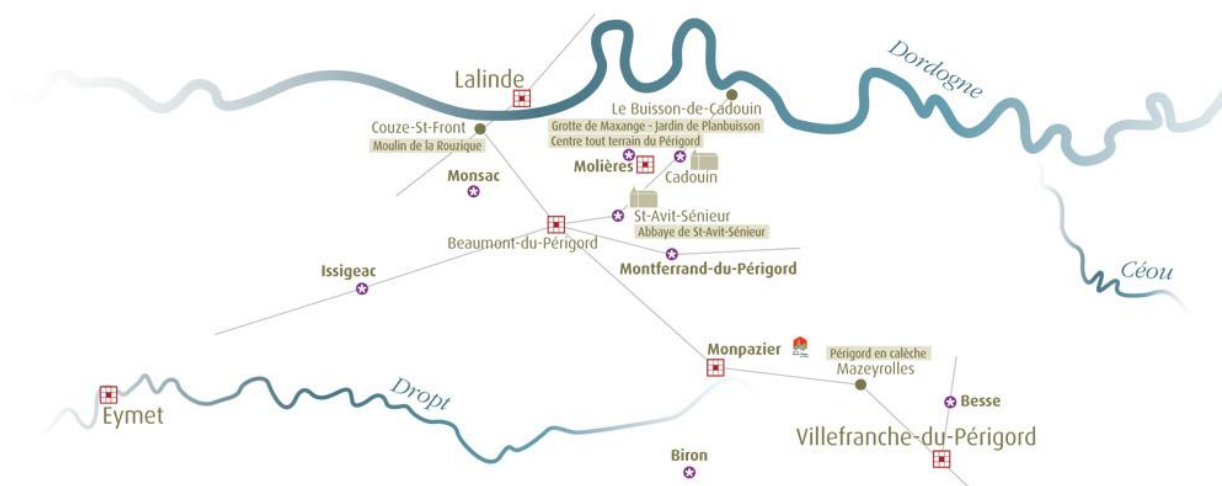 Dordogne
Lalinde
Le Buisson-de-Cadouin
Couze-St-Front
Grotte de Maxange - Jardin de Planbuisson
Moulin de la Rouzique
Centre tout terrain du Périgord
Molières
Monsac
Cadouin
St-Avit-Sénieur
Abbaye de St-Avit-Sénieur
Beaumont-du-Périgord
Issigeac
Montferrand-du-Périgord
Céou
Monpazier
Périgord en calèche
Mazeyrolles
Dropt
Besse
Eymet
Villefranche-du-Périgord
Biron